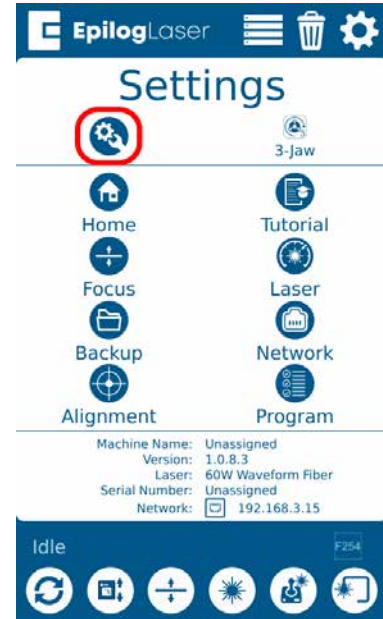 EpilogLaser
Settings
3-Jaw
Home Tutorial
Focus Laser
Backup Network
Alignment Program
Machine Name: Unassigned
Version: 1.0.8.3
Laser: 60W Waveform Fiber
Serial Number: Unassigned
Network: 192.168.3.15
Idle F254